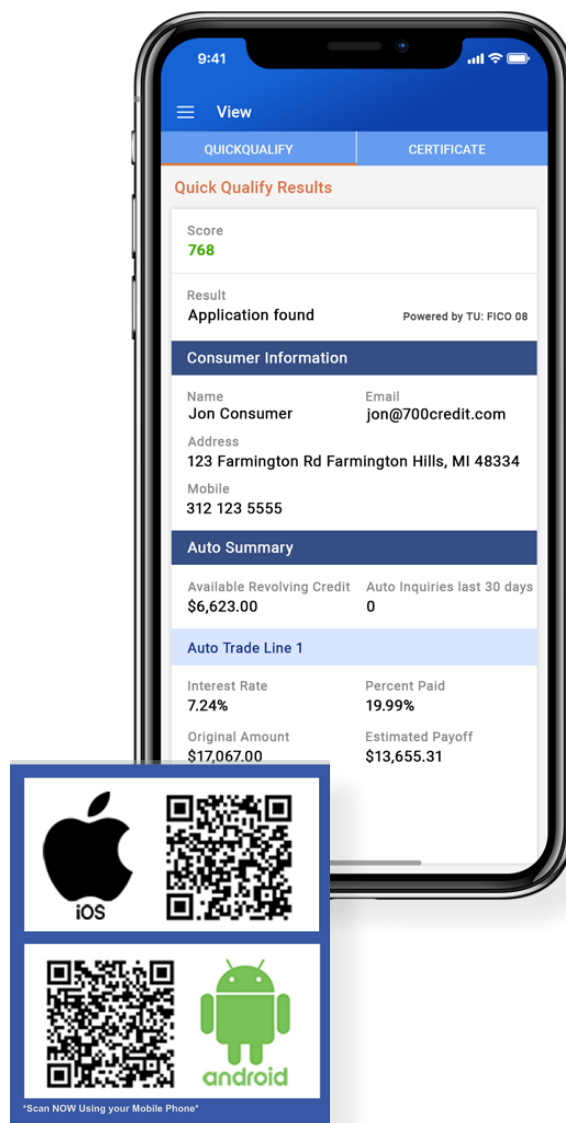 9:41
View
QUICKQUALIFY CERTIFICATE
Quick Qualify Results
Score
768
Result
Application found Powered by TU: FICO 08
Consumer Information
Name Email
Jon Consumer jon@700credit.com
Address
123 Farmington Rd Farmington Hills, MI 48334
Mobile
312 123 5555
Auto Summary
Available Revolving Credit Auto Inquiries last 30 days
$6,623.00 0
Auto Trade Line 1
Interest Rate Percent Paid
7.24% 19.99%
Original Amount Estimated Payoff
$17,067.00 $13,655.31
iOS
android
*Scan NOW Using your Mobile Phone*